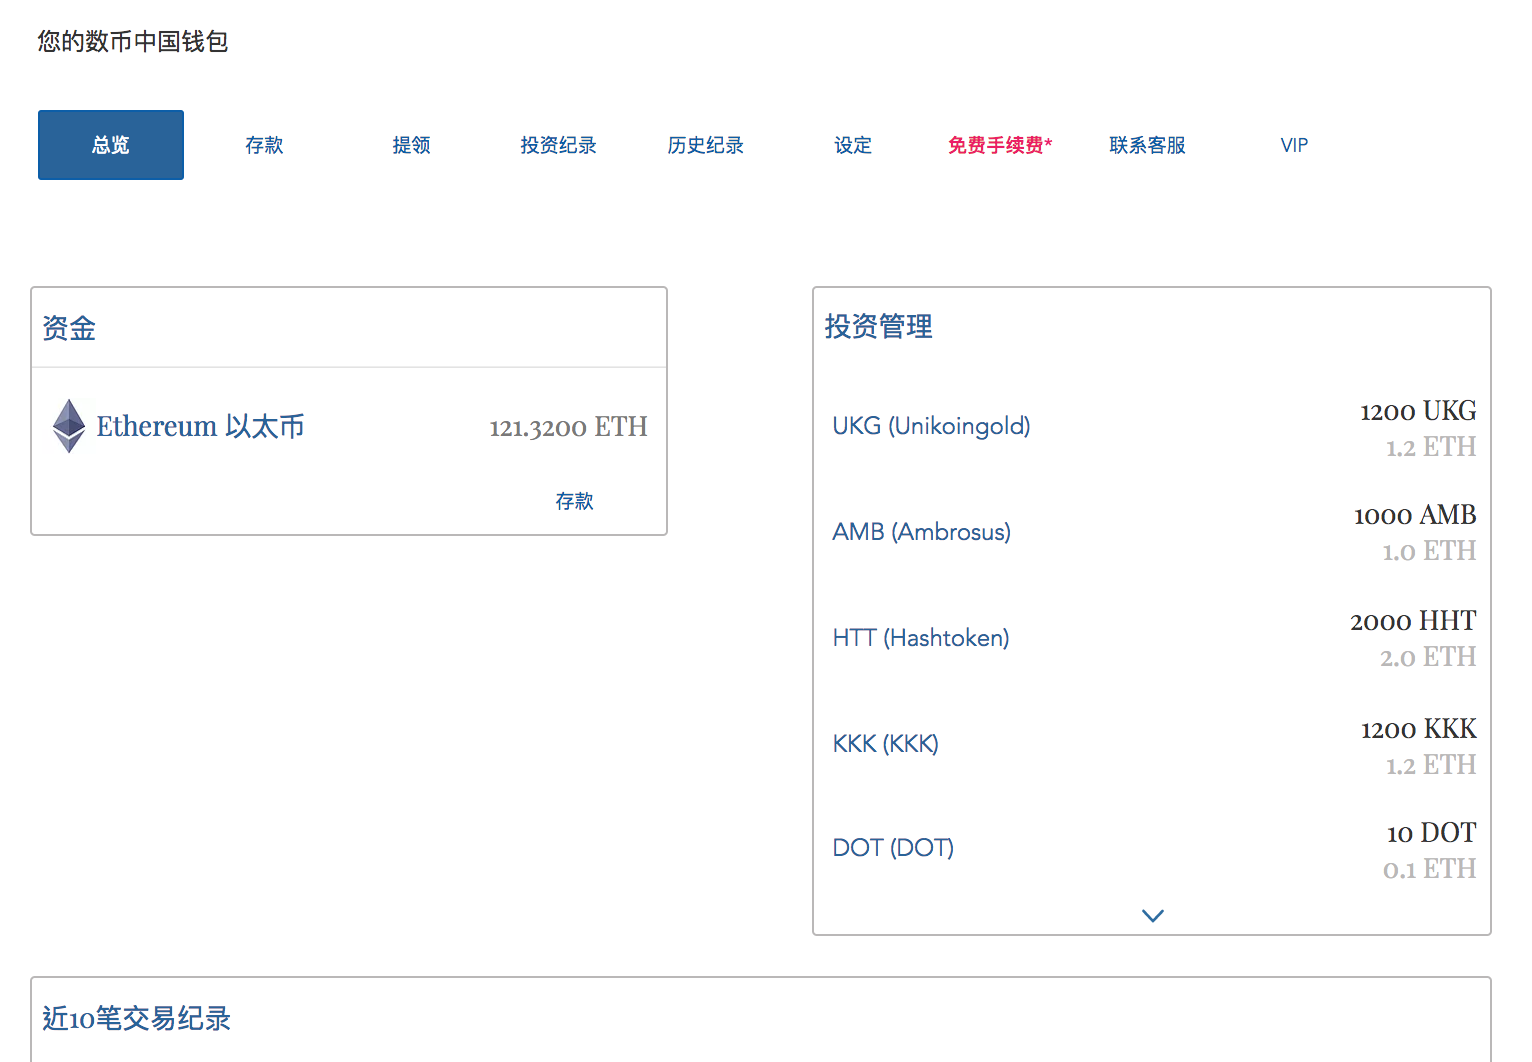 您的数币中国钱包
总览 存款 提领 投资纪录 历史纪录 设定 免费手续费* 联系客服 VIP
资金
Ethereum 以太币 121.3200 ETH
存款
投资管理
UKG (Unikoingold) 1200 UKG
1.2 ETH
AMB (Ambrosus) 1000 AMB
1.0 ETH
HTT (Hashtoken) 2000 HHT
2.0 ETH
KKK (KKK) 1200 KKK
1.2 ETH
DOT (DOT) 10 DOT
0.1 ETH
近10笔交易纪录